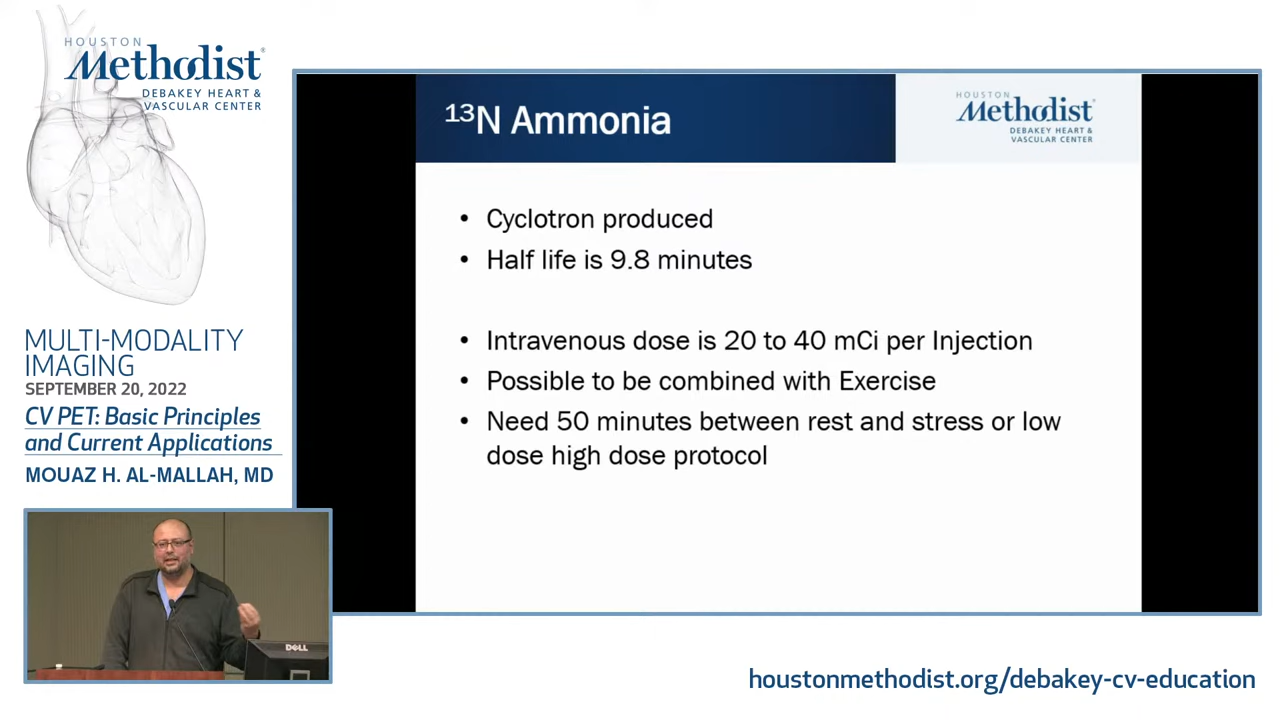 HOUSTON
Methodist®
DEBAKEY HEART &
VASCULAR CENTER
MULTI-MODALITY
IMAGING
SEPTEMBER 20, 2022
CV PET: Basic Principles
and Current Applications
MOUAZ H. AL-MALLAH, MD
¹³N Ammonia
HOUSTON
Methodist®
DEBAKEY HEART &
VASCULAR CENTER
• Cyclotron produced
• Half life is 9.8 minutes
• Intravenous dose is 20 to 40 mCi per Injection
• Possible to be combined with Exercise
• Need 50 minutes between rest and stress or low
dose high dose protocol
DELL
houstonmethodist.org/debakey-cv-education